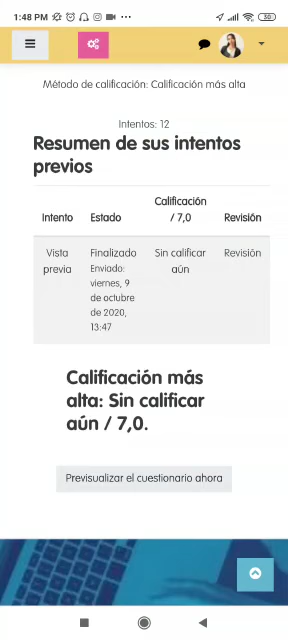 1:48 PM
50
Método de calificación: Calificación más alta
Intentos: 12
Resumen de sus intentos
previos
Intento Estado Calificación / 7,0 Revisión
Vista previa
Finalizado
Enviado:
viernes, 9
de octubre
de 2020,
13:47
Sin calificar
aún
Revisión
Calificación más
alta: Sin calificar
aún / 7,0.
Previsualizar el cuestionario ahora